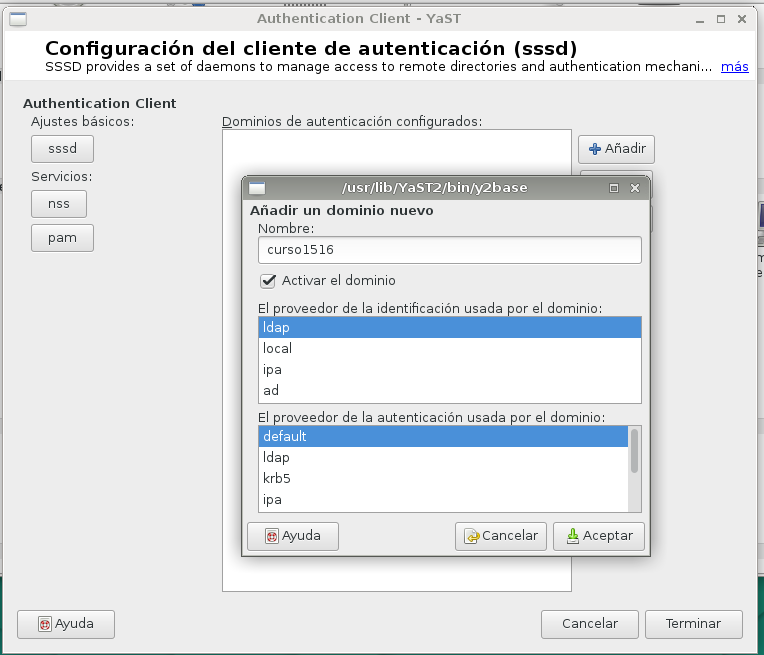 Authentication Client - YaST
Configuración del cliente de autenticación (sssd)
SSSD provides a set of daemons to manage access to remote directories and authentication mechani... más
Authentication Client
Ajustes básicos:
sssd
Servicios:
nss
pam
Dominios de autenticación configurados:
Añadir
/usr/lib/YaST2/bin/y2base
Añadir un dominio nuevo
Nombre:
curso1516
Activar el dominio
El proveedor de la identificación usada por el dominio:
ldap
local
ipa
ad
El proveedor de la autenticación usada por el dominio:
default
ldap
krb5
ipa
Ayuda
Cancelar
Aceptar
Ayuda
Cancelar
Terminar